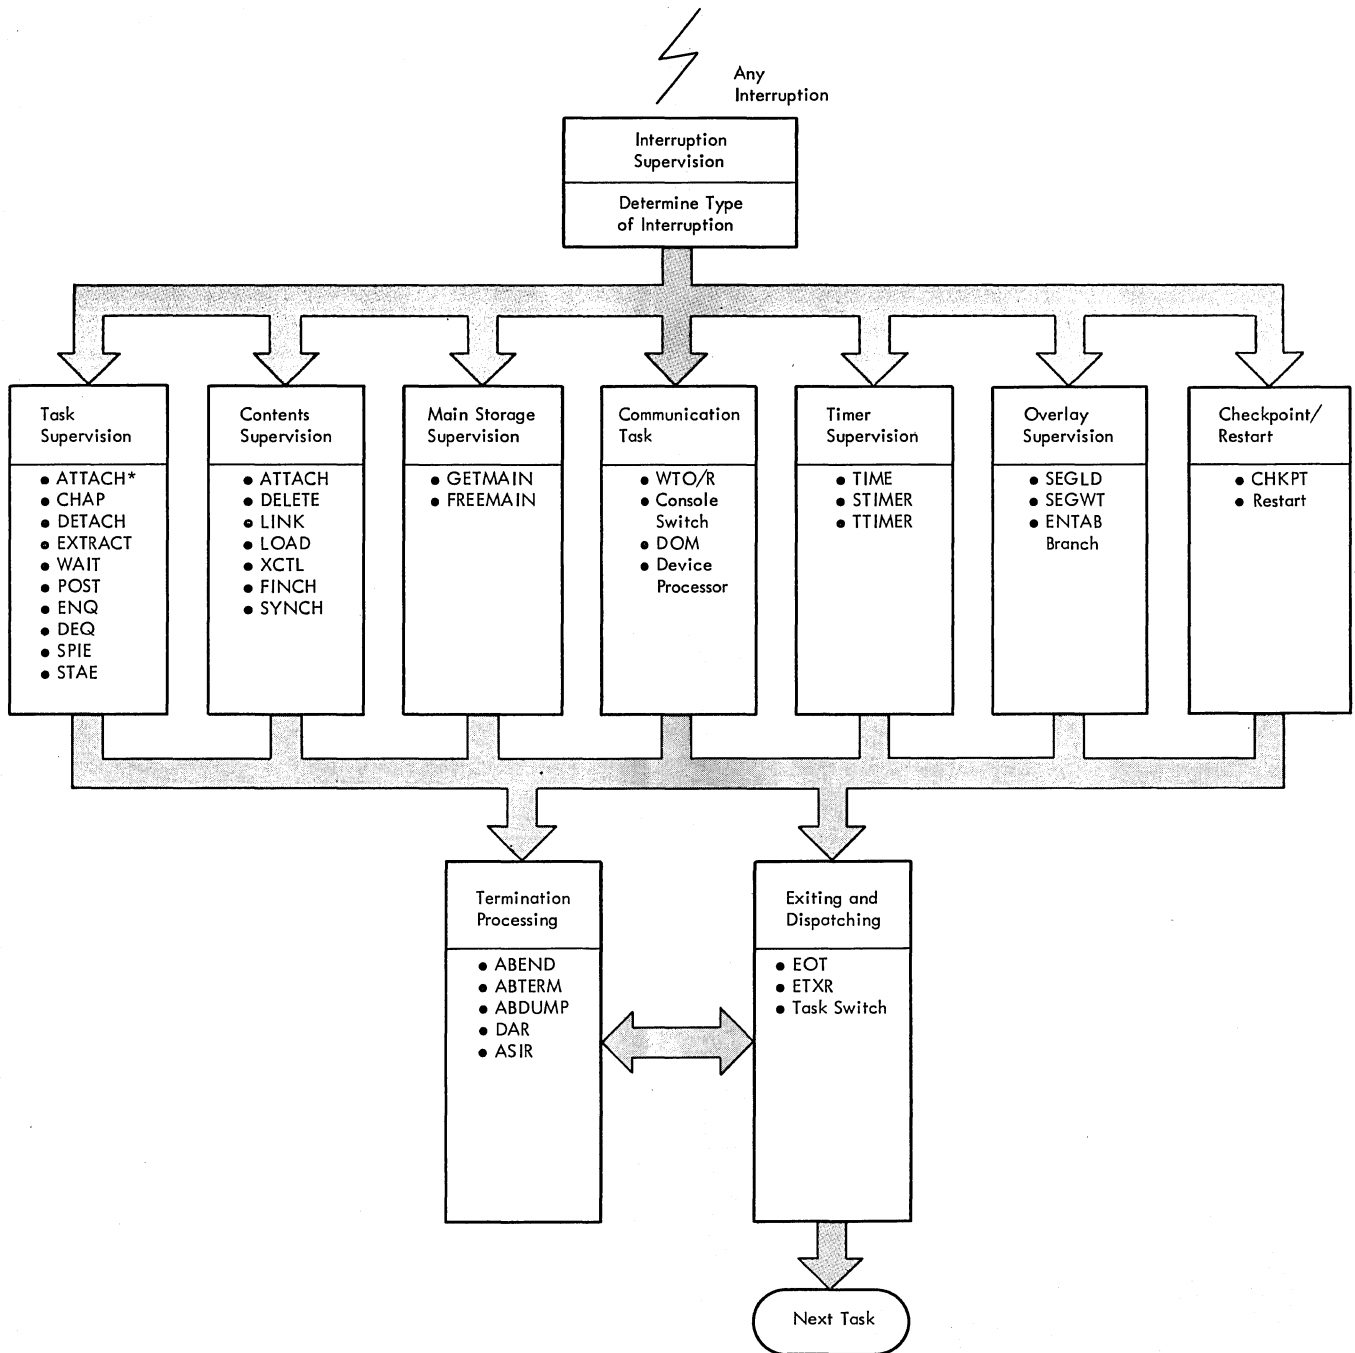 Any
Interruption
Interruption
Supervision
Determine Type
of Interruption
Task
Supervision
• ATTACH*
• CHAP
• DETACH
• EXTRACT
• WAIT
• POST
• ENQ
• DEQ
• SPIE
• STAE
Contents
Supervision
• ATTACH
• DELETE
• LINK
• LOAD
• XCTL
• FINCH
• SYNCH
Main Storage
Supervision
• GETMAIN
• FREEMAIN
Communication
Task
• WTO/R
• Console
Switch
• DOM
• Device
Processor
Timer
Supervision
• TIME
• STIMER
• TTIMER
Overlay
Supervision
• SEGLD
• SEGWT
• ENTAB
Branch
Checkpoint/
Restart
• CHKPT
• Restart
Termination
Processing
• ABEND
• ABTERM
• ABDUMP
• DAR
• ASIR
Exiting and
Dispatching
• EOT
• ETXR
• Task Switch
Next Task